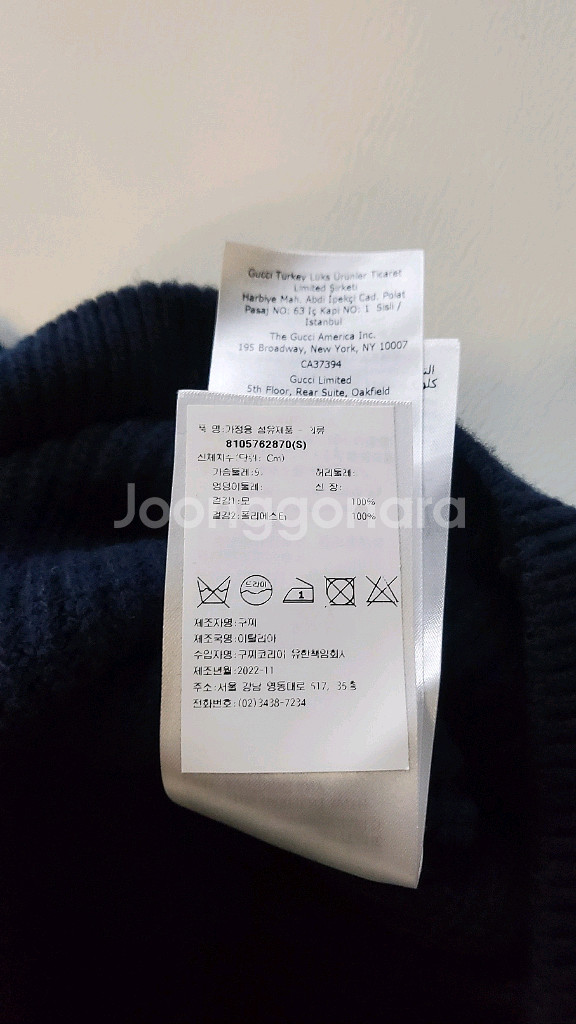 Gucci Turkey Lüks Ürünler Ticaret
Limited Şirketi
Harbiye Mah. Abdi İpekçi Cad. Polat
Pasaj NO: 63 İç Kapı NO: 1 Sisli /
Istanbul
The Gucci America Inc.
195 Broadway, New York, NY 10007
CA37394
Gucci Limited
5th Floor, Rear Suite, Oakfield
품 명:가정용 섬유제품 - 의류
8105762870(S)
신체치수(단위: Cm)
가슴둘레: 허리둘레:
엉덩이둘레: 신 장:
겉감1:모 100%
겉감2:폴리에스터 100%
Joonggonara
드라이
1
제조자명:구찌
제조국명:이탈리아
수입자명:구찌코리아 유한책임회사
제조년월:2022-11
주소:서울 강남 영동대로 517, 35층
전화번호:(02)3438-7234